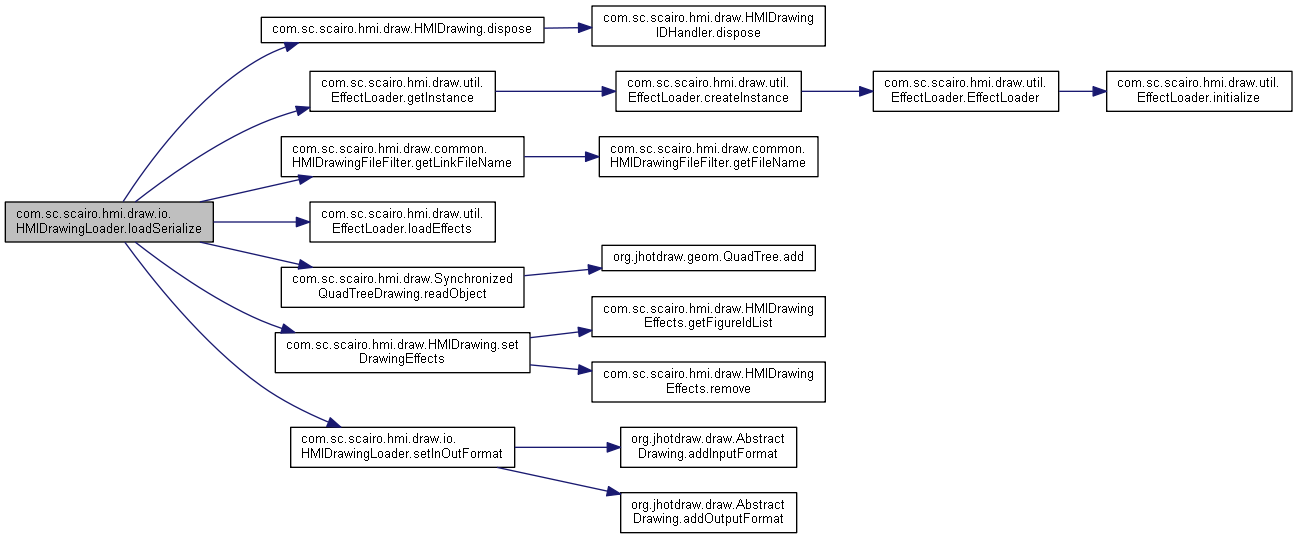 com.sc.scairo.hmi.draw.HMIDrawing.dispose
com.sc.scairo.hmi.draw.HMIDrawing
IDHandler.dispose
com.sc.scairo.hmi.draw.util.
EffectLoader.getInstance
com.sc.scairo.hmi.draw.util.
EffectLoader.createInstance
com.sc.scairo.hmi.draw.util.
EffectLoader.EffectLoader
com.sc.scairo.hmi.draw.util.
EffectLoader.initialize
com.sc.scairo.hmi.draw.common.
HMIDrawingFileFilter.getLinkFileName
com.sc.scairo.hmi.draw.common.
HMIDrawingFileFilter.getFileName
com.sc.scairo.hmi.draw.io.
HMIDrawingLoader.loadSerialize
com.sc.scairo.hmi.draw.util.
EffectLoader.loadEffects
com.sc.scairo.hmi.draw.Synchronized
QuadTreeDrawing.readObject
org.jhotdraw.geom.QuadTree.add
com.sc.scairo.hmi.draw.HMIDrawing.set
DrawingEffects
com.sc.scairo.hmi.draw.HMIDrawing
Effects.getFigureIdList
com.sc.scairo.hmi.draw.HMIDrawing
Effects.remove
com.sc.scairo.hmi.draw.io.
HMIDrawingLoader.setInOutFormat
org.jhotdraw.draw.Abstract
Drawing.addInputFormat
org.jhotdraw.draw.Abstract
Drawing.addOutputFormat